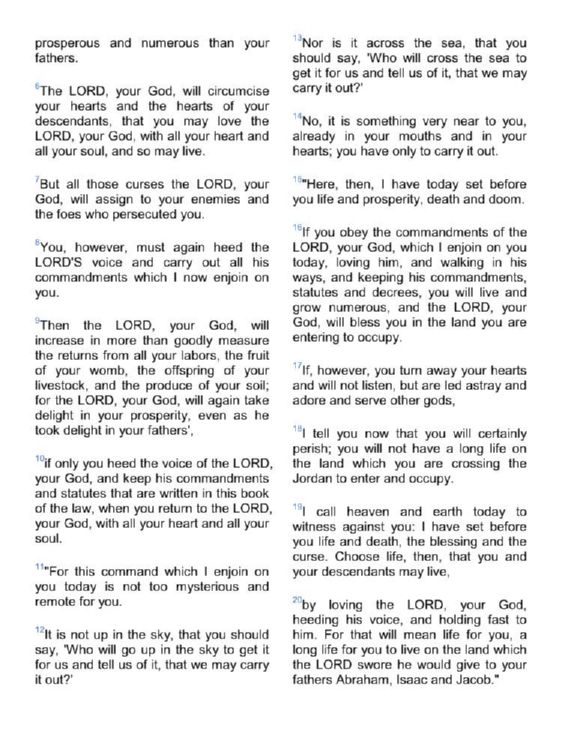 prosperous and numerous than your
fathers.
6The LORD, your God, will circumcise
your hearts and the hearts of your
descendants, that you may love the
LORD, your God, with all your heart and
all your soul, and so may live.
7But all those curses the LORD, your
God, will assign to your enemies and
the foes who persecuted you.
8You, however, must again heed the
LORD'S voice and carry out all his
commandments which I now enjoin on
you.
9Then the LORD, your God, will
increase in more than goodly measure
the returns from all your labors, the fruit
of your womb, the offspring of your
livestock, and the produce of your soil;
for the LORD, your God, will again take
delight in your prosperity, even as he
took delight in your fathers',
10if only you heed the voice of the LORD,
your God, and keep his commandments
and statutes that are written in this book
of the law, when you return to the LORD,
your God, with all your heart and all your
soul.
11"For this command which I enjoin on
you today is not too mysterious and
remote for you.
12It is not up in the sky, that you should
say, 'Who will go up in the sky to get it
for us and tell us of it, that we may carry
it out?'
13Nor is it across the sea, that you
should say, 'Who will cross the sea to
get it for us and tell us of it, that we may
carry it out?'
14No, it is something very near to you,
already in your mouths and in your
hearts; you have only to carry it out.
15"Here, then, I have today set before
you life and prosperity, death and doom.
16If you obey the commandments of the
LORD, your God, which I enjoin on you
today, loving him, and walking in his
ways, and keeping his commandments,
statutes and decrees, you will live and
grow numerous, and the LORD, your
God, will bless you in the land you are
entering to occupy.
17If, however, you turn away your hearts
and will not listen, but are led astray and
adore and serve other gods,
18I tell you now that you will certainly
perish; you will not have a long life on
the land which you are crossing the
Jordan to enter and occupy.
19I call heaven and earth today to
witness against you: I have set before
you life and death, the blessing and the
curse. Choose life, then, that you and
your descendants may live,
20by loving the LORD, your God,
heeding his voice, and holding fast to
him. For that will mean life for you, a
long life for you to live on the land which
the LORD swore he would give to your
fathers Abraham, Isaac and Jacob."